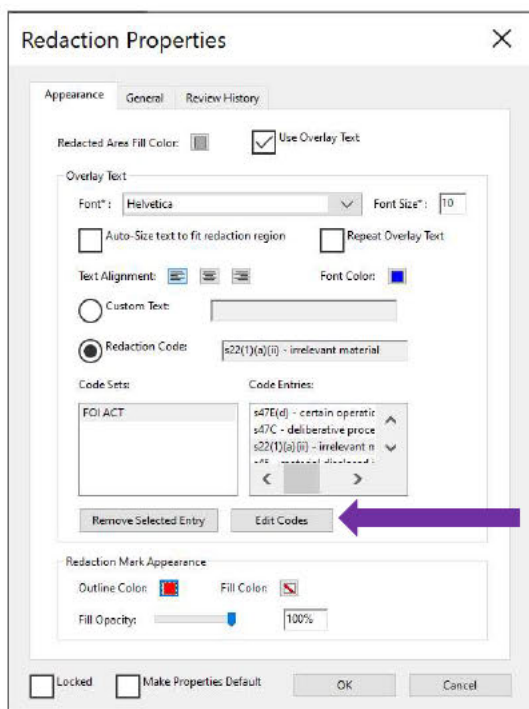 Redaction Properties
Appearance General Review History
Redacted Area Fill Color: Use Overlay Text
Overlay Text
Font*: Helvetica Font Size*: 10
Auto-Size text to fit redaction region Repeat Overlay Text
Text Alignment: Font Color:
Custom Text:
Redaction Code: s22(1)(a)(ii) - irrelevant material
Code Sets: Code Entries:
FOI ACT s47E(d) - certain operatic
s47C - deliberative proce
s22(1)(a)(ii) - irrelevant n
Remove Selected Entry Edit Codes
Redaction Mark Appearance
Outline Color: Fill Color:
Fill Opacity: 100%
Locked Make Properties Default OK Cancel